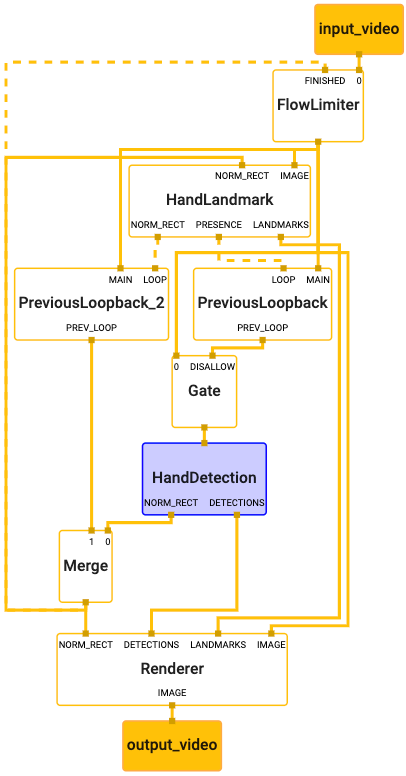 input_video
FINISHED 0
FlowLimiter
NORM_RECT IMAGE
HandLandmark
NORM_RECT PRESENCE LANDMARKS
MAIN LOOP
PreviousLoopback_2
PREV_LOOP
LOOP MAIN
PreviousLoopback
PREV_LOOP
0 DISALLOW
Gate
HandDetection
NORM_RECT DETECTIONS
1 0
Merge
NORM_RECT DETECTIONS LANDMARKS IMAGE
Renderer
IMAGE
output_video